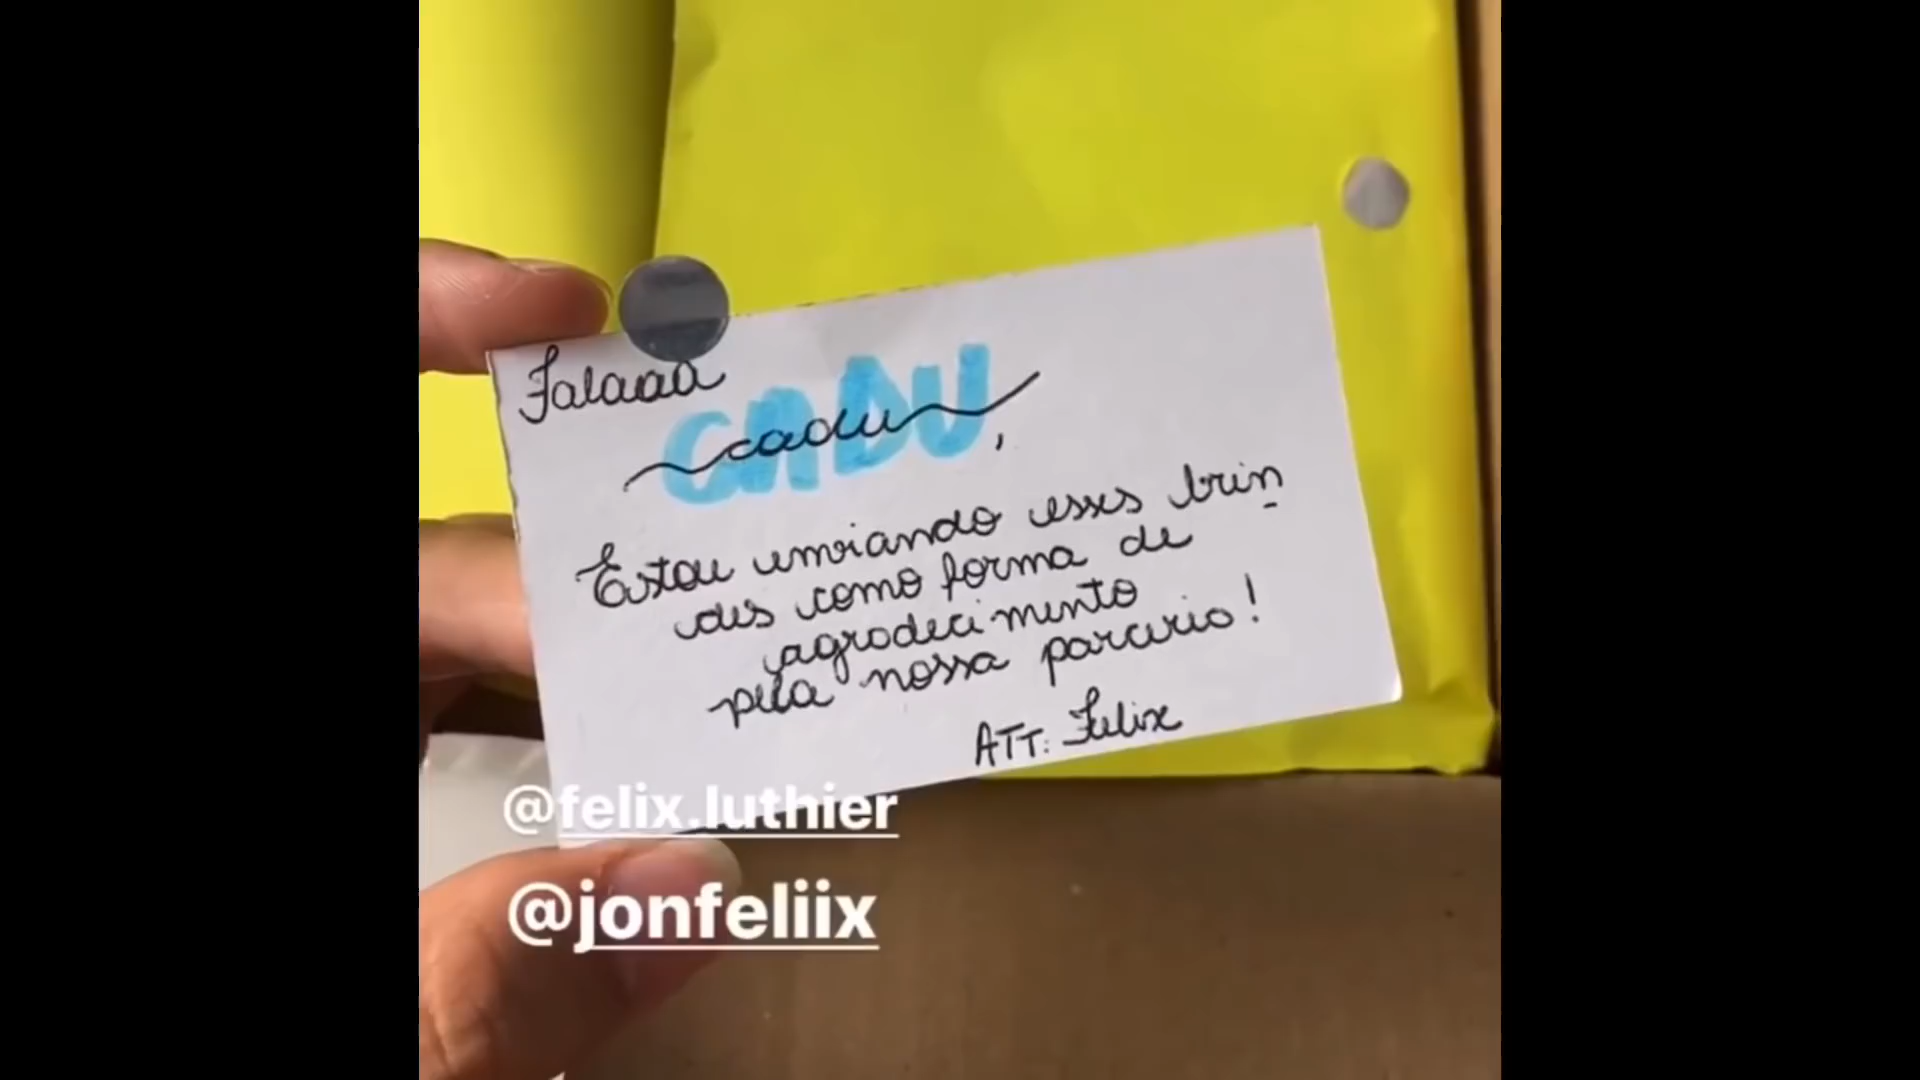 Falaaa
CADU
cadu,
Estou enviando esses brin
des como forma de
agradecimento
pela nossa parceria!
ATT: Felix
@felix.luthier
@jonfeliix